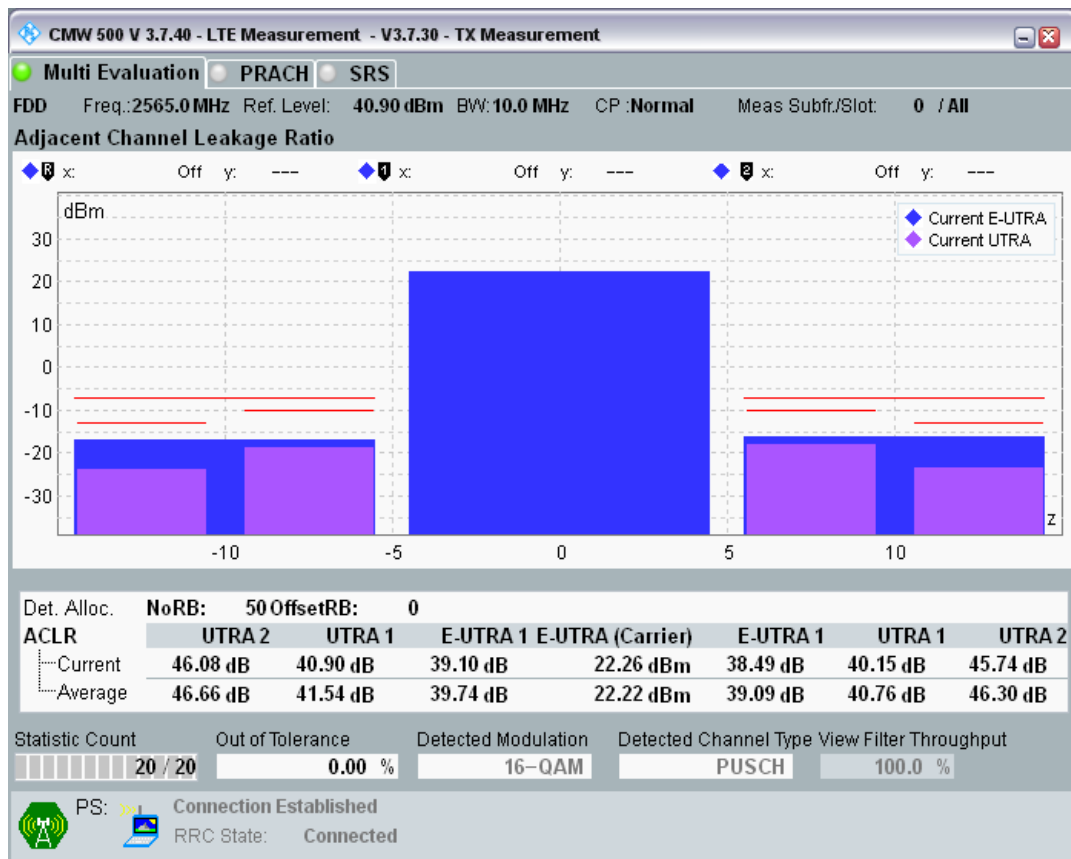 CMW 500 V 3.7.40 - LTE Measurement - V3.7.30 - TX Measurement
Multi Evaluation PRACH SRS
FDD Freq.:2565.0 MHz Ref. Level: 40.90 dBm BW:10.0 MHz CP :Normal Meas Subfr./Slot: 0 / All
Adjacent Channel Leakage Ratio
R x: Off y: --- 1 x: Off y: --- 2 x: Off y: ---
dBm
Current E-UTRA
Current UTRA
30
20
10
0
-10
-20
-30
z
-10 -5 0 5 10
Det. Alloc. NoRB: 50 OffsetRB: 0
ACLR UTRA 2 UTRA 1 E-UTRA 1 E-UTRA (Carrier) E-UTRA 1 UTRA 1 UTRA 2
Current 46.08 dB 40.90 dB 39.10 dB 22.26 dBm 38.49 dB 40.15 dB 45.74 dB
Average 46.66 dB 41.54 dB 39.74 dB 22.22 dBm 39.09 dB 40.76 dB 46.30 dB
Statistic Count Out of Tolerance Detected Modulation Detected Channel Type View Filter Throughput
20 / 20 0.00 % 16-QAM PUSCH 100.0 %
PS: Connection Established
RRC State: Connected